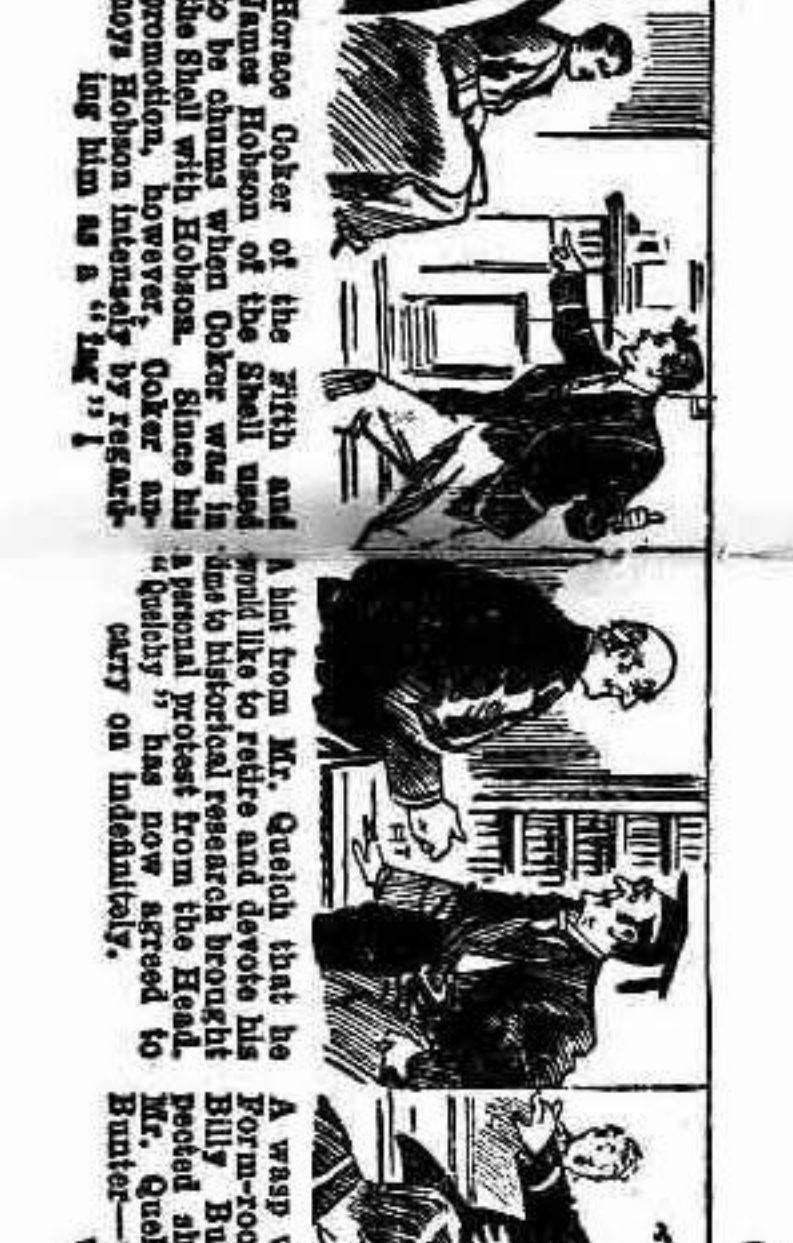 Horace Coker of the Fifth and
James Hobson of the Shell used
to be chums when Coker was in
the Shell with Hobson. Since his
promotion, however, Coker an-
noys Hobson intensely by regard-
ing him as a "fag"!
A hint from Mr. Quelch that he
would like to retire and devote his
time to historical research brought
a personal protest from the Head.
"Quelchy" has now agreed to
carry on indefinitely.
A wasp
Form-roo
Billy Bu
pected sh
Mr. Quel
Bunter—